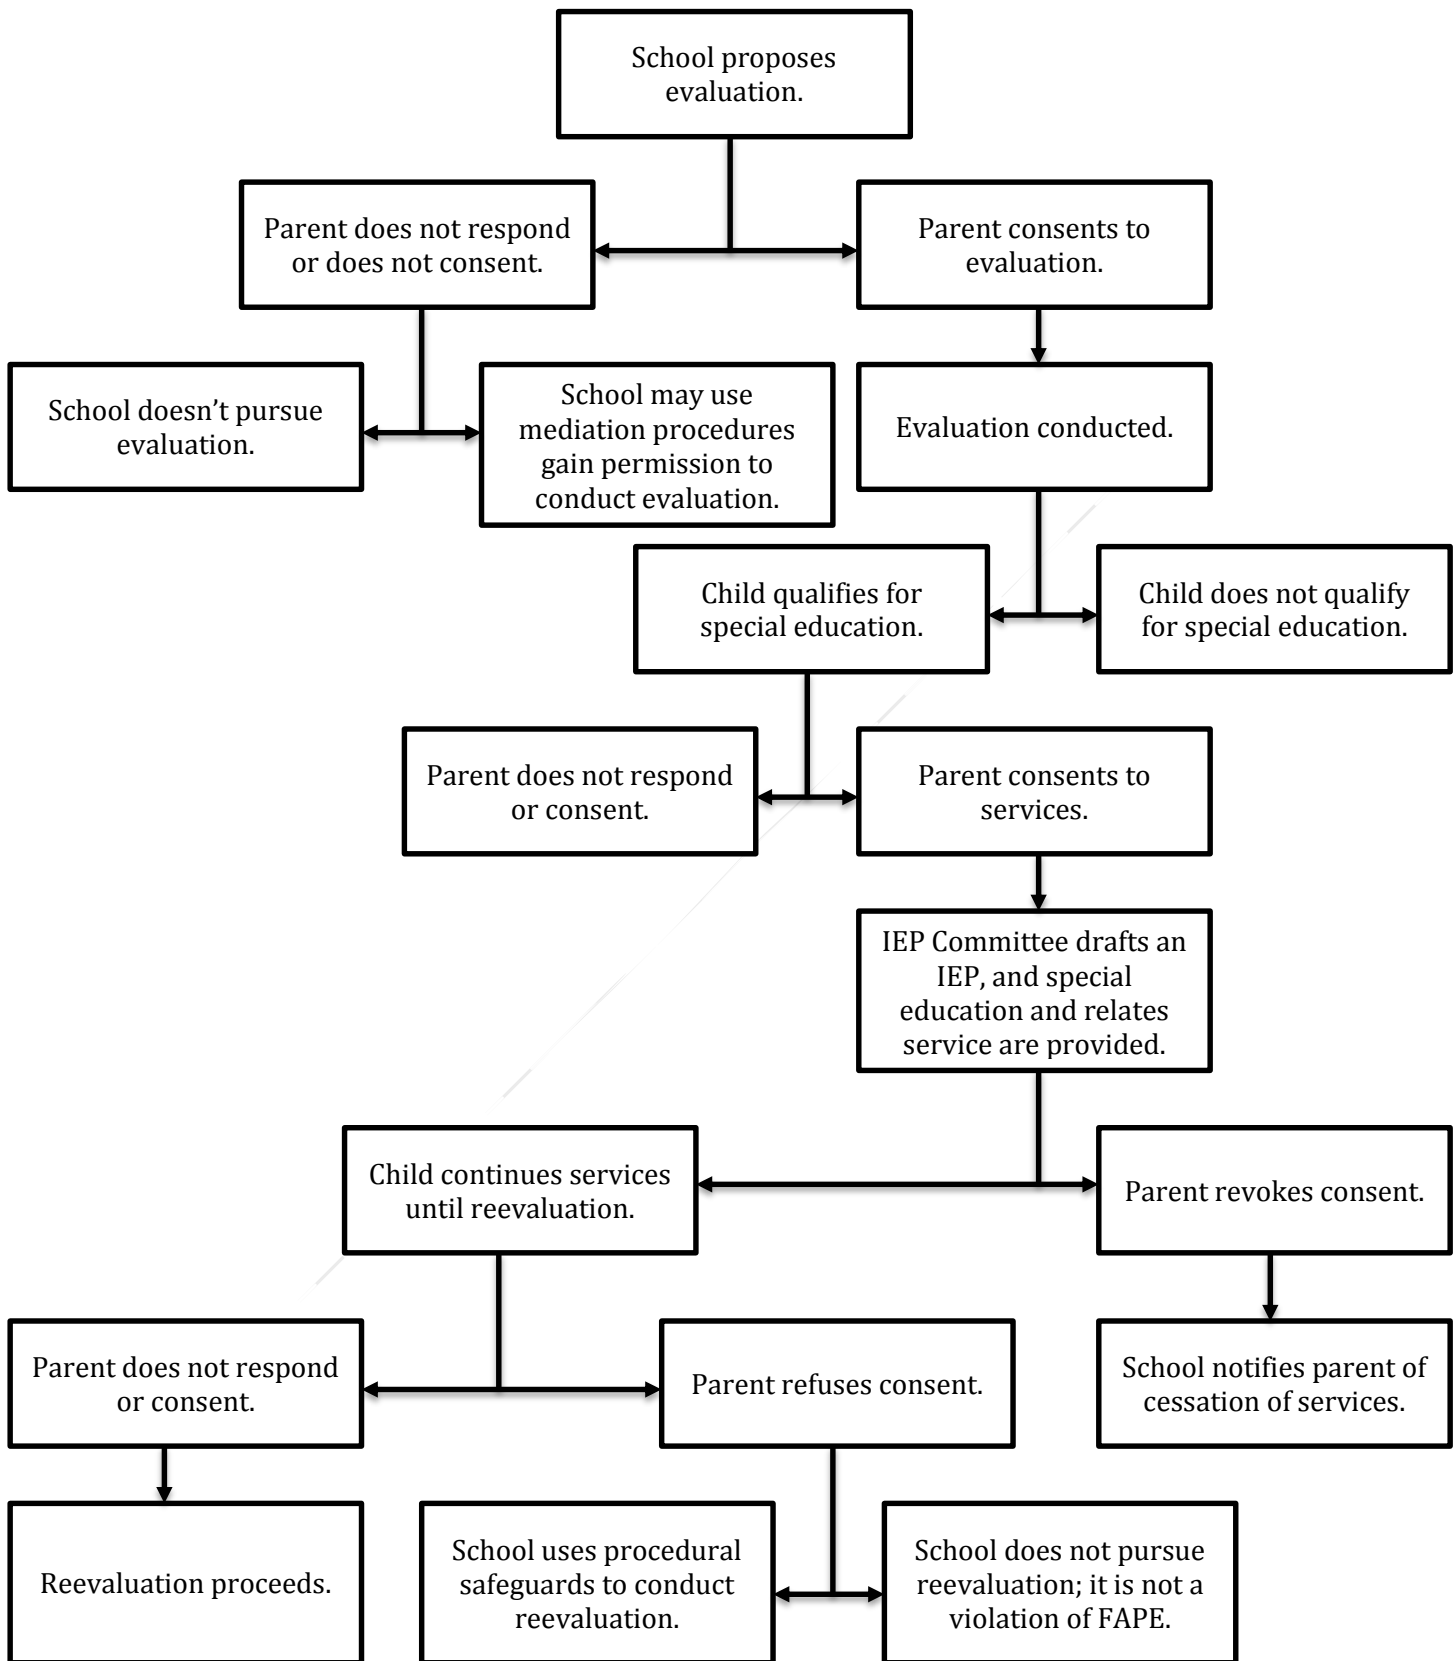 School proposes
evaluation.
Parent does not respond
or does not consent.
Parent consents to
evaluation.
School doesn’t pursue
evaluation.
School may use
mediation procedures
gain permission to
conduct evaluation.
Evaluation conducted.
Child qualifies for
special education.
Child does not qualify
for special education.
Parent does not respond
or consent.
Parent consents to
services.
IEP Committee drafts an
IEP, and special
education and relates
service are provided.
Child continues services
until reevaluation.
Parent revokes consent.
Parent does not respond
or consent.
Parent refuses consent.
School notifies parent of
cessation of services.
Reevaluation proceeds.
School uses procedural
safeguards to conduct
reevaluation.
School does not pursue
reevaluation; it is not a
violation of FAPE.